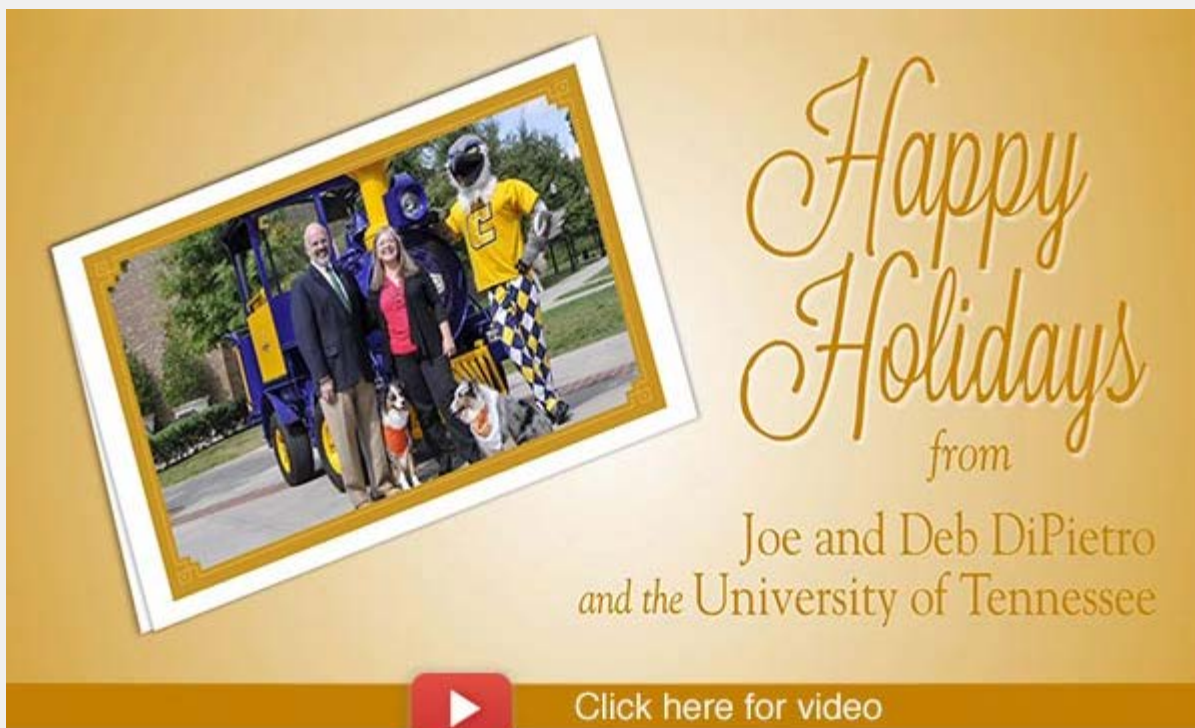 C
Happy
Holidays
from
Joe and Deb DiPietro
and the University of Tennessee
Click here for video